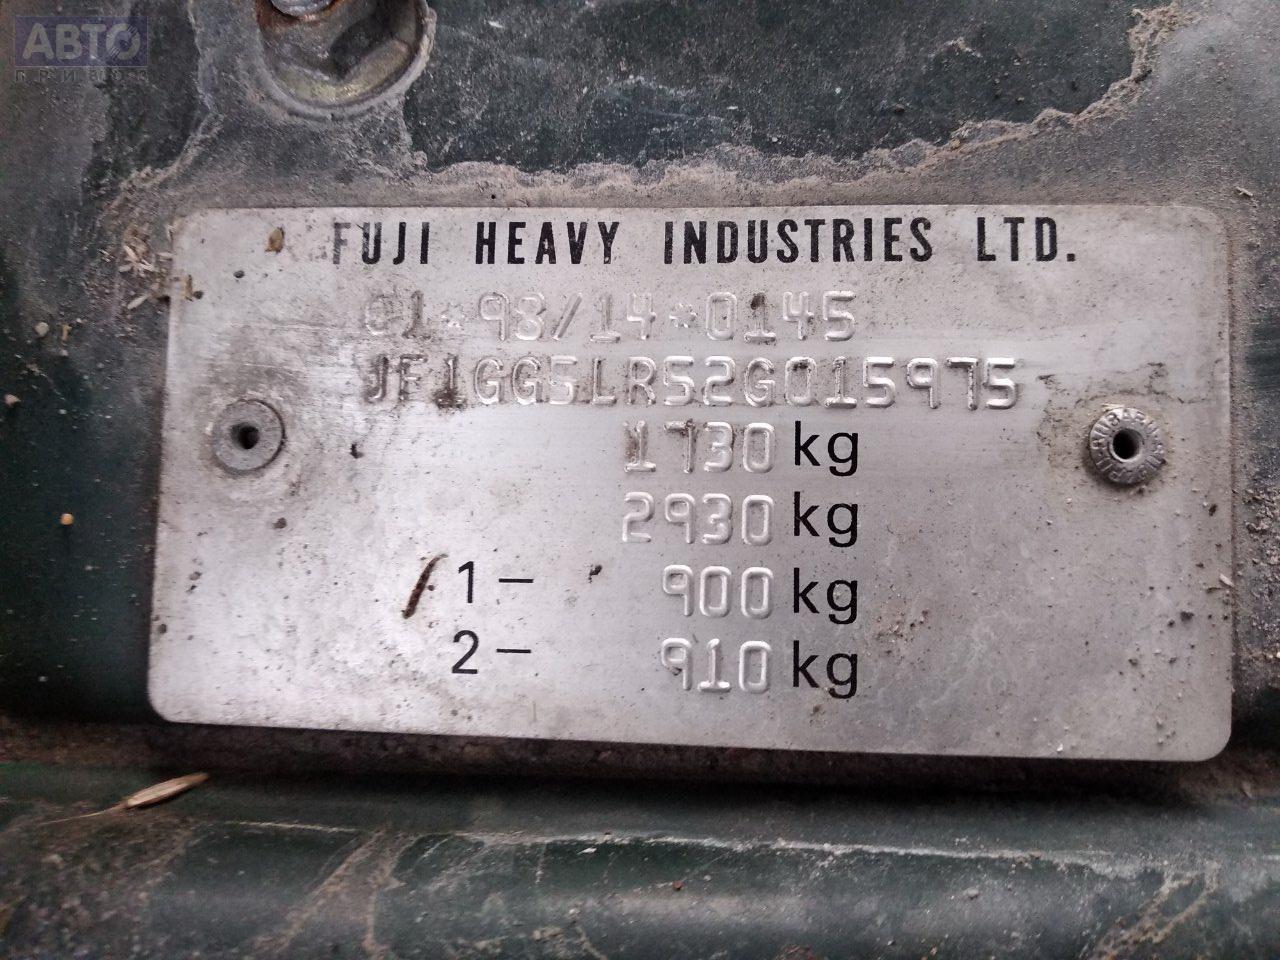 АВТО
ПРИВОЗ
FUJI HEAVY INDUSTRIES LTD.
01*98/14*0145
JF1GG5LR52G015975
1730 kg
2930 kg
1- 900 kg
2- 910 kg